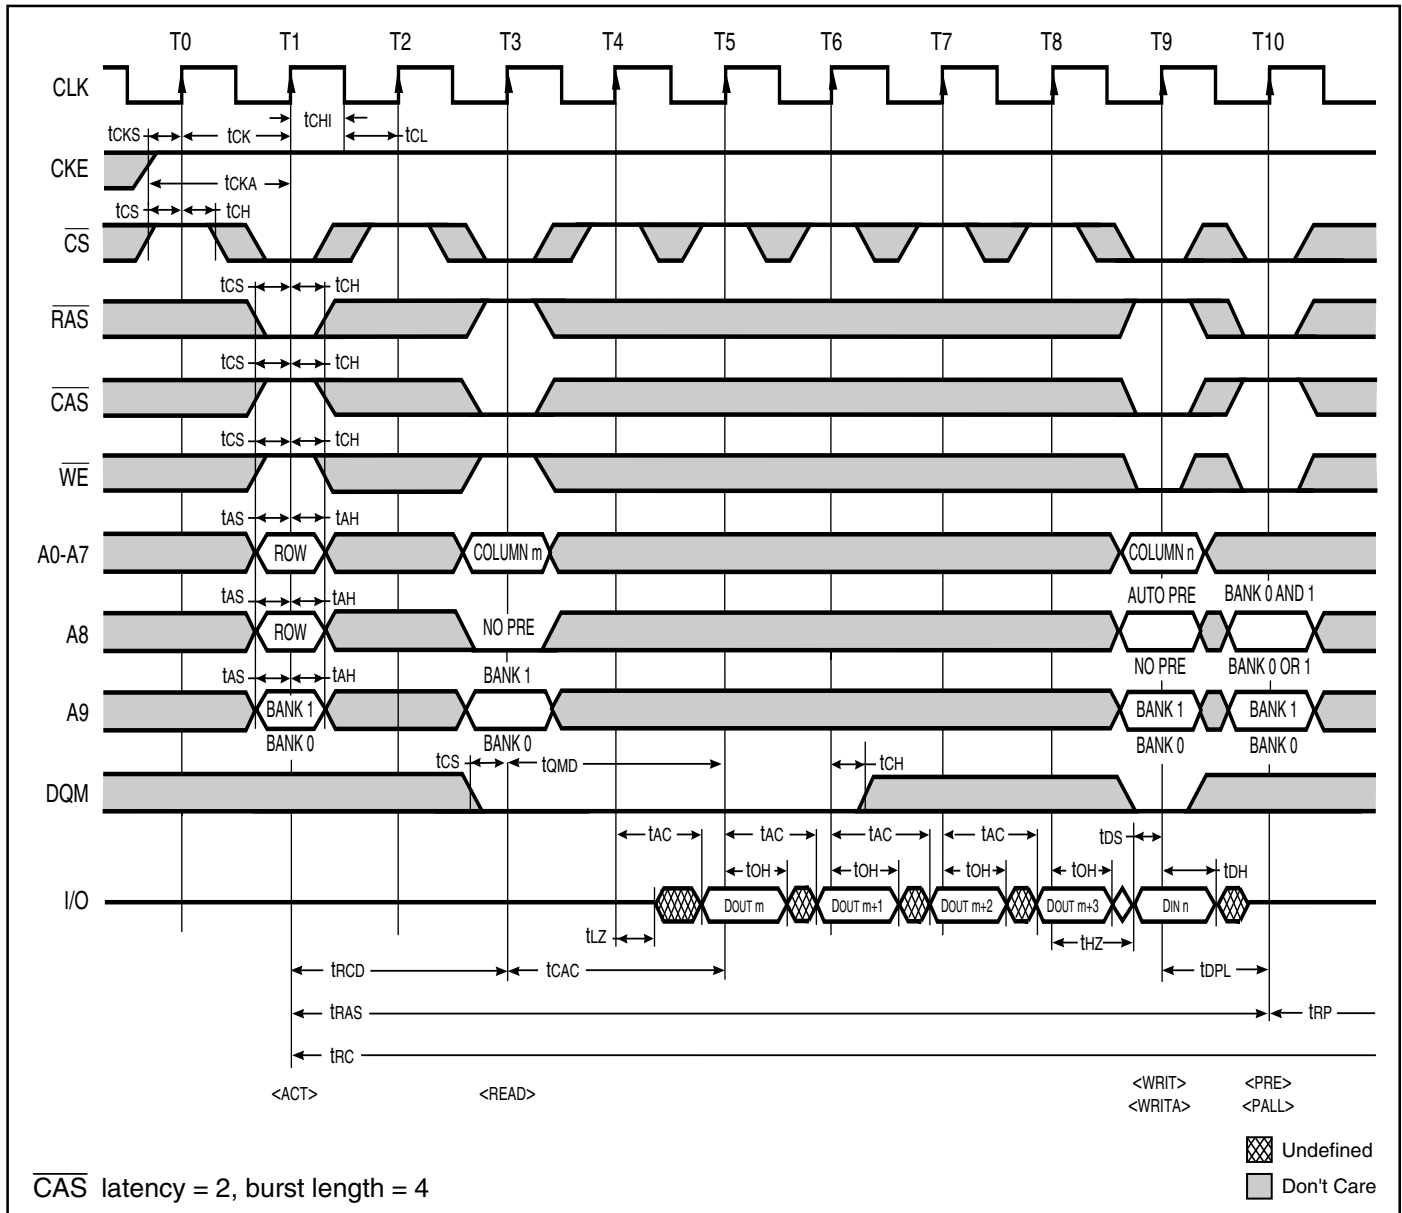 T0 T1 T2 T3 T4 T5 T6 T7 T8 T9 T10
CLK
tCHI
tCKS tCK tCL
CKE
tCKA
tCS tCH
CS
tCS tCH
RAS
tCS tCH
CAS
tCS tCH
WE
tAS tAH
A0-A7 ROW COLUMN m COLUMN n
tAS tAH AUTO PRE BANK 0 AND 1
A8 ROW NO PRE
tAS tAH BANK 1 NO PRE BANK 0 OR 1
A9 BANK 1 BANK 1 BANK 1
BANK 0 BANK 0 BANK 0 BANK 0
tCS tQMD tCH
DQM
tAC tAC tAC tAC tDS
tOH tOH tOH tOH tDH
I/O DOUT m DOUT m+1 DOUT m+2 DOUT m+3 DIN n
tLZ tHZ
tRCD tCAC tDPL
tRAS tRP
tRC
<ACT> <READ> <WRIT> <PRE>
<WRITA> <PALL>
Undefined
CAS latency = 2, burst length = 4 Don't Care